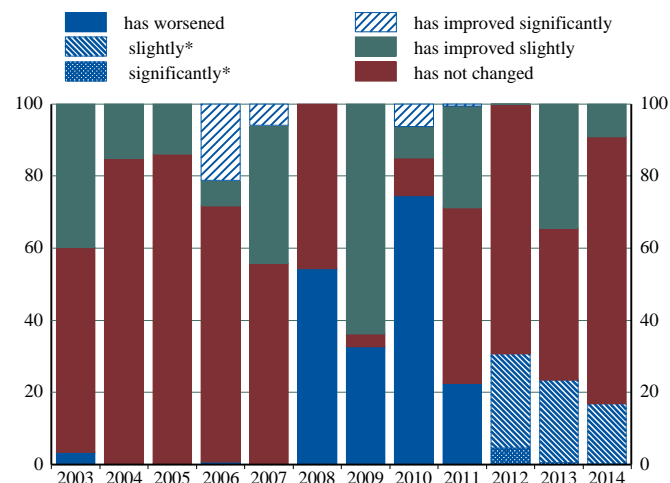 has worsened
slightly*
significantly*
has improved significantly
has improved slightly
has not changed
100 100
80 80
60 60
40 40
20 20
0 0
2003 2004 2005 2006 2007 2008 2009 2010 2011 2012 2013 2014